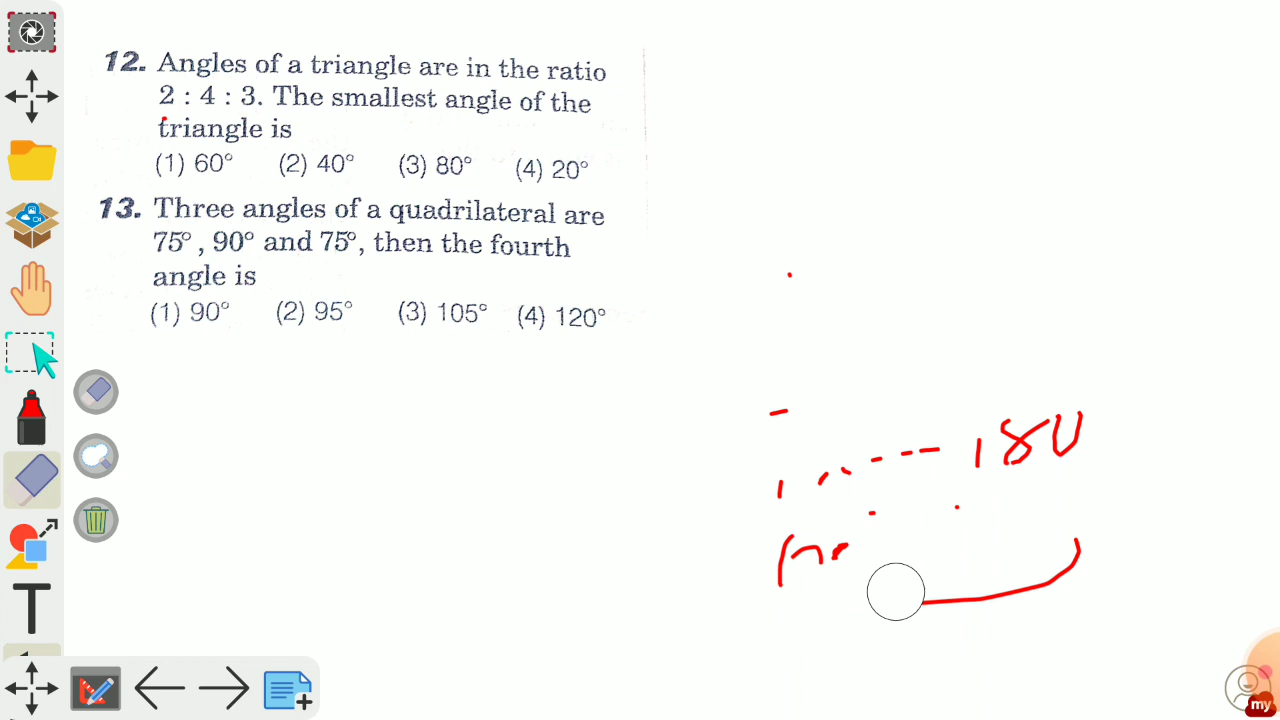 12. Angles of a triangle are in the ratio
2 : 4 : 3. The smallest angle of the
triangle is
(1) 60° (2) 40° (3) 80° (4) 20°
13. Three angles of a quadrilateral are
75°, 90° and 75°, then the fourth
angle is
(1) 90° (2) 95° (3) 105° (4) 120°
180
T
my